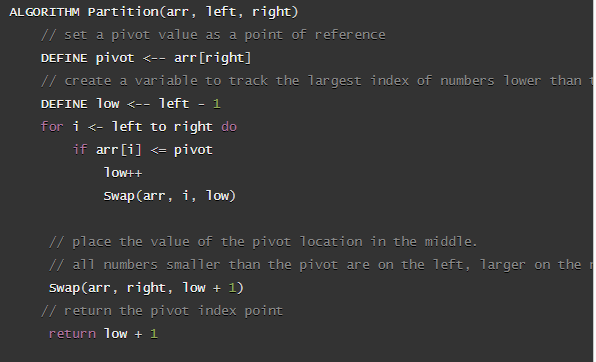 ALGORITHM Partition(arr, left, right)
// set a pivot value as a point of reference
DEFINE pivot <-- arr[right]
// create a variable to track the largest index of numbers lower than
DEFINE low <-- left - 1
for i <- left to right do
if arr[i] <= pivot
low++
Swap(arr, i, low)
// place the value of the pivot location in the middle.
// all numbers smaller than the pivot are on the left, larger on the
Swap(arr, right, low + 1)
// return the pivot index point
return low + 1